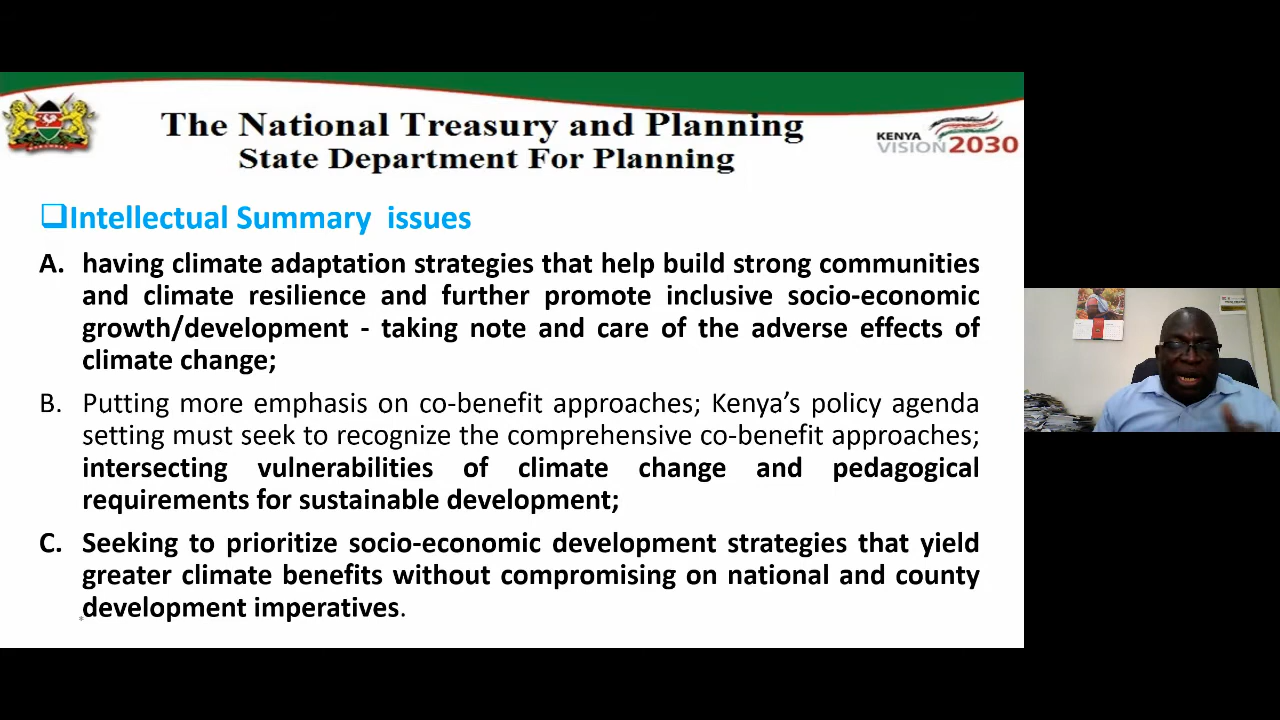 The National Treasury and Planning
State Department For Planning
KENYA
VISION 2030
❑Intellectual Summary issues
A. having climate adaptation strategies that help build strong communities
and climate resilience and further promote inclusive socio-economic
growth/development - taking note and care of the adverse effects of
climate change;
B. Putting more emphasis on co-benefit approaches; Kenya’s policy agenda
setting must seek to recognize the comprehensive co-benefit approaches;
intersecting vulnerabilities of climate change and pedagogical
requirements for sustainable development;
C. Seeking to prioritize socio-economic development strategies that yield
greater climate benefits without compromising on national and county
development imperatives.
*